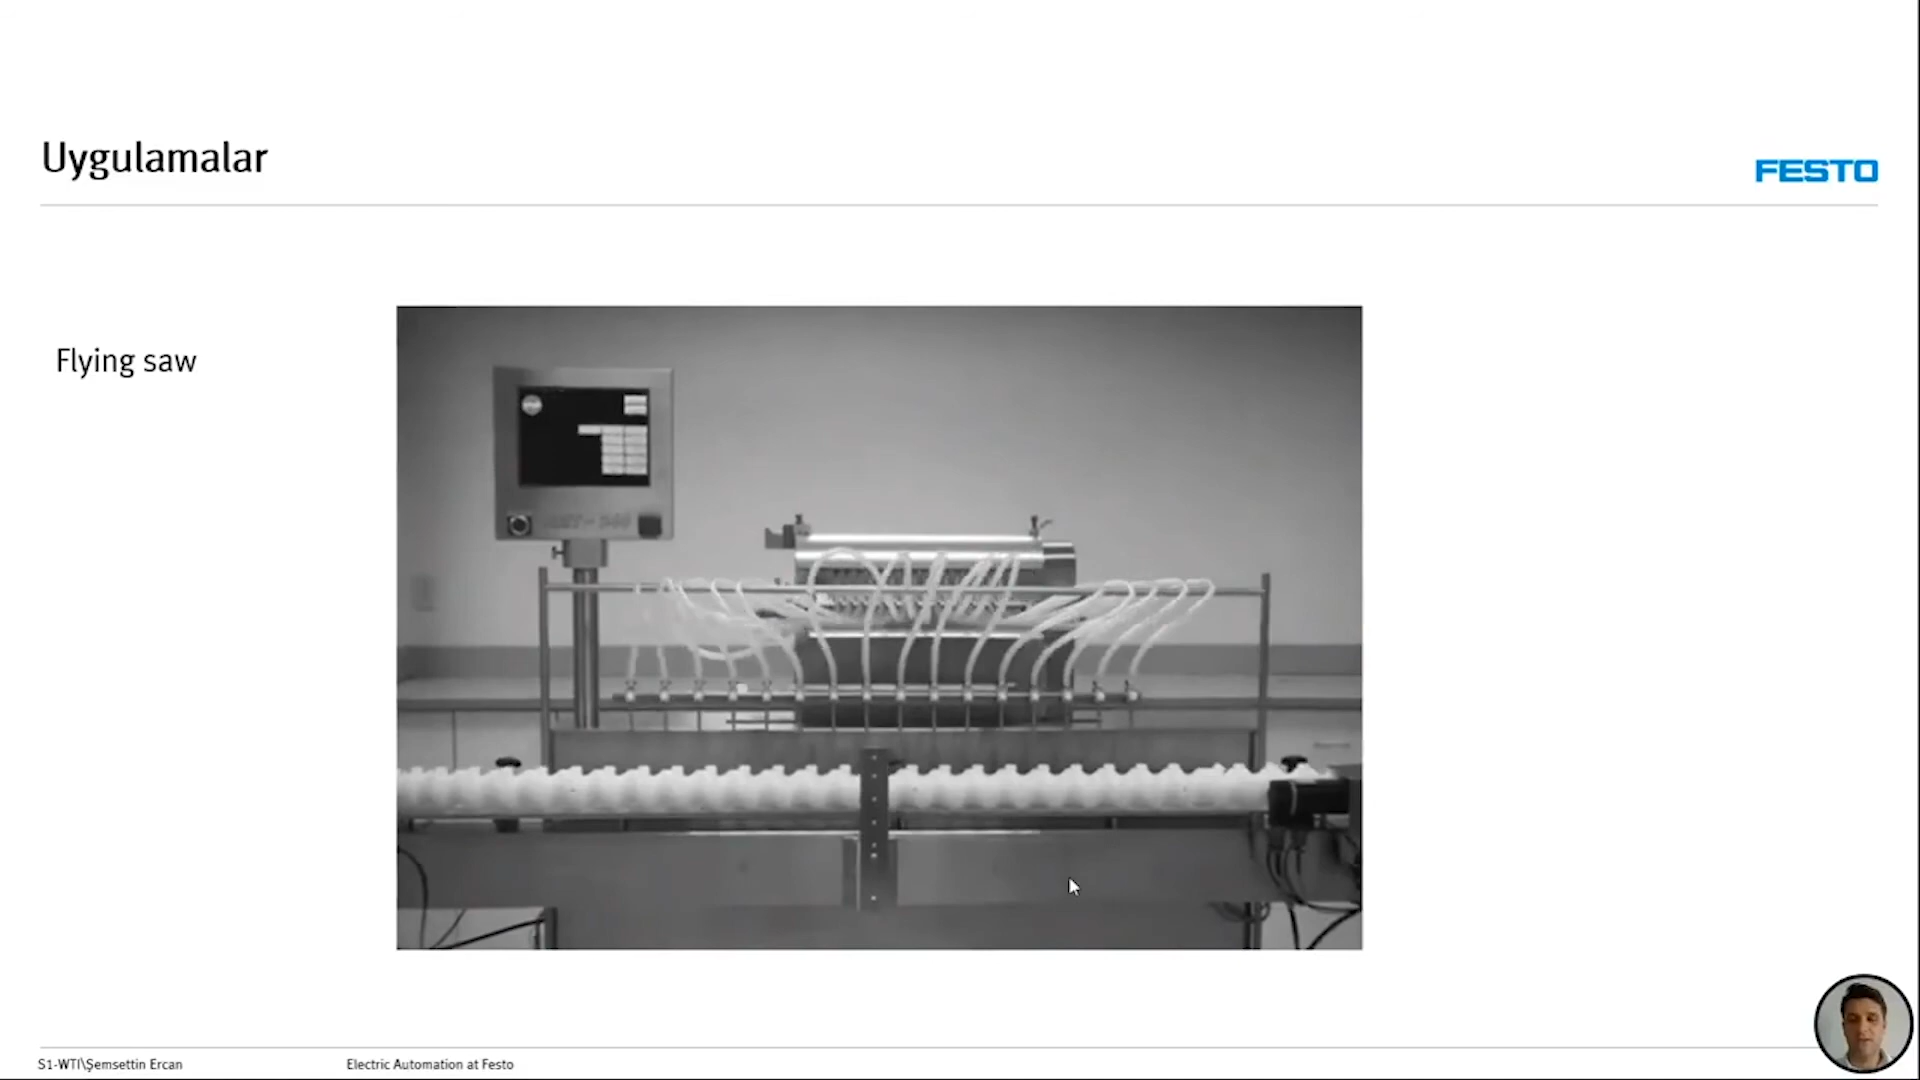 Uygulamalar
FESTO
Flying saw
S1-WTI\Şemsettin Ercan
Electric Automation at Festo